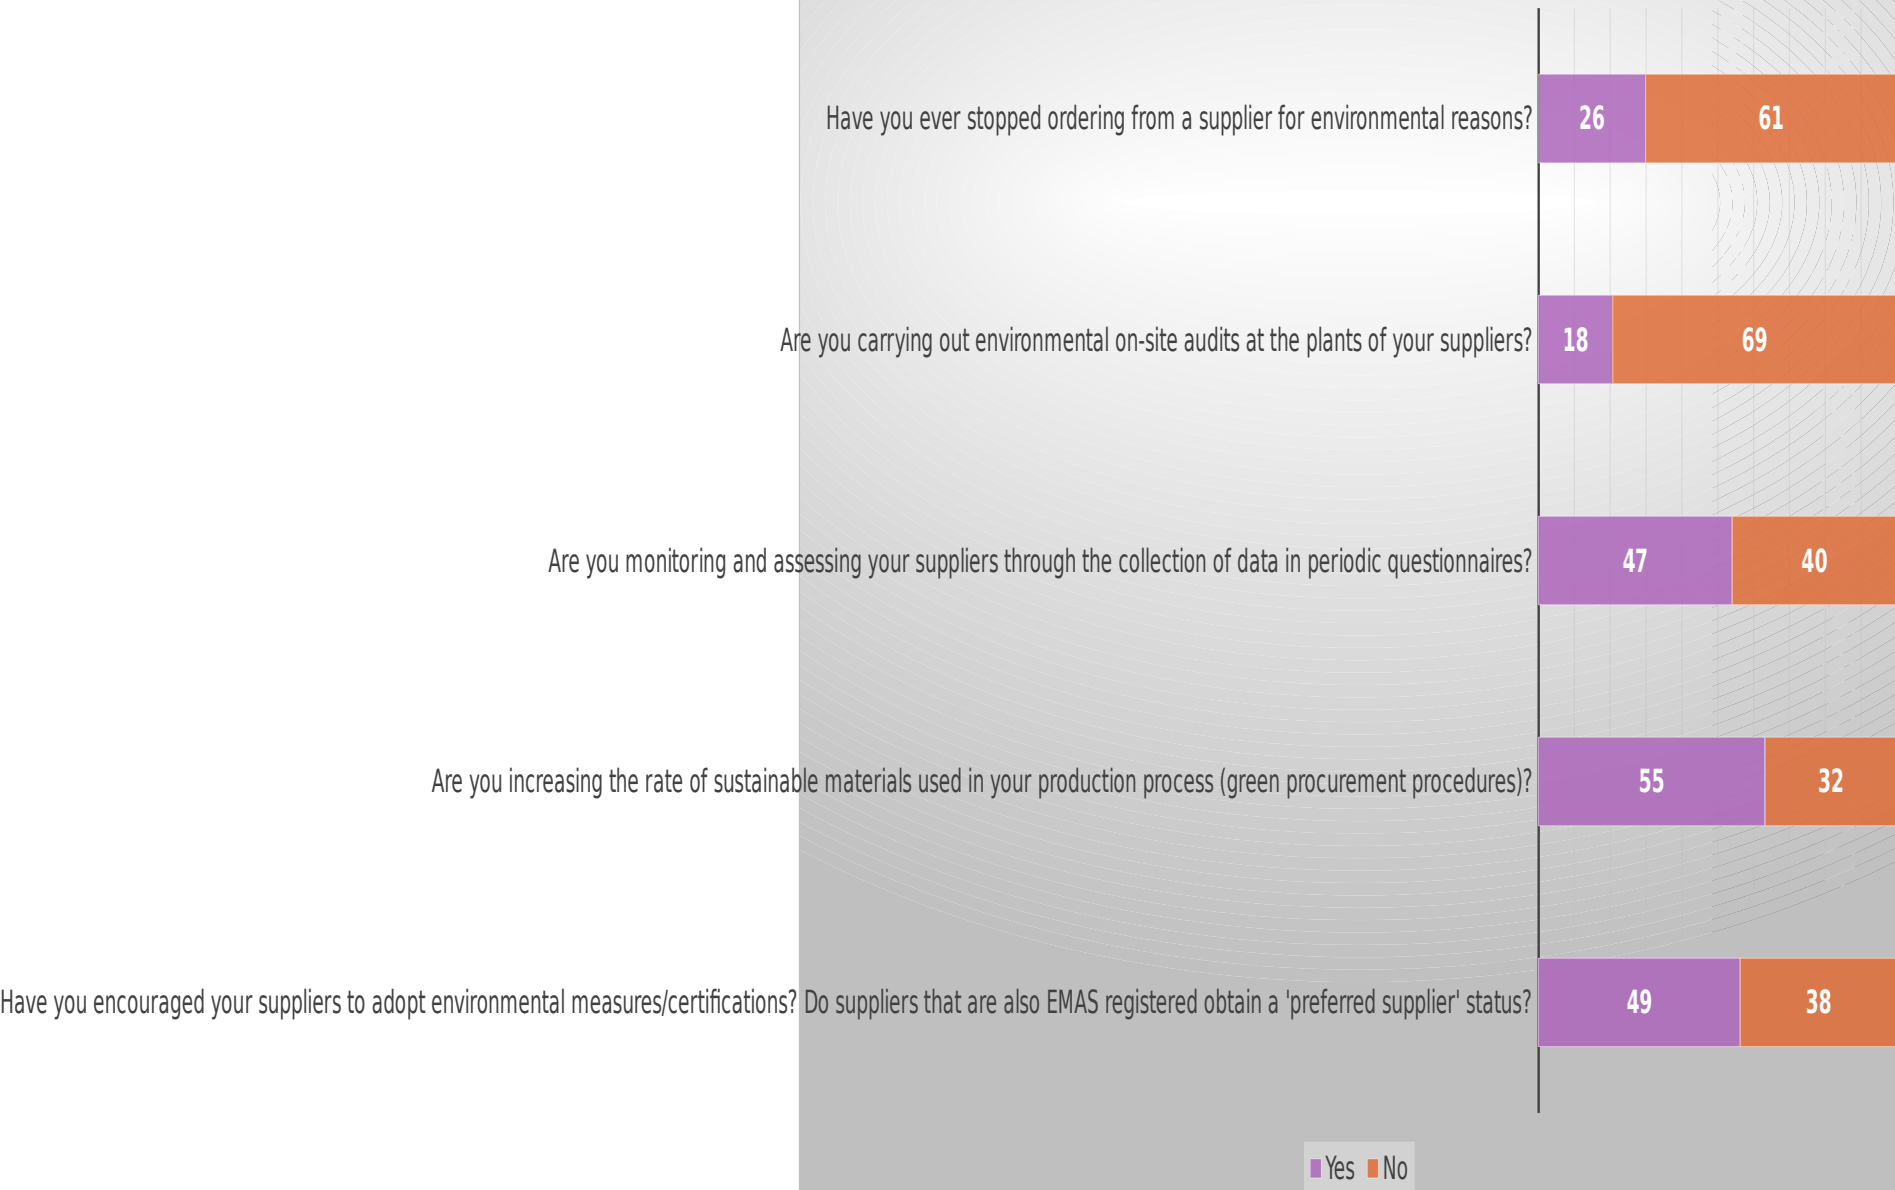 Have you ever stopped ordering from a supplier for environmental reasons? 26 61
Are you carrying out environmental on-site audits at the plants of your suppliers? 18 69
Are you monitoring and assessing your suppliers through the collection of data in periodic questionnaires? 47 40
Are you increasing the rate of sustainable materials used in your production process (green procurement procedures)? 55 32
Have you encouraged your suppliers to adopt environmental measures/certifications? Do suppliers that are also EMAS registered obtain a 'preferred supplier' status? 49 38
Yes No